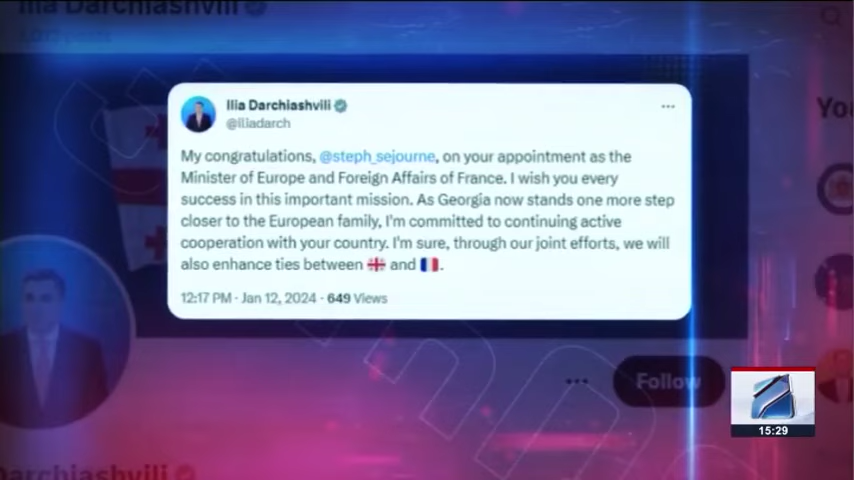 Ilia Darchiashvili
Ilia Darchiashvili
@iliadarch
My congratulations, @steph_sejourne, on your appointment as the
Minister of Europe and Foreign Affairs of France. I wish you every
success in this important mission. As Georgia now stands one more step
closer to the European family, I'm committed to continuing active
cooperation with your country. I'm sure, through our joint efforts, we will
also enhance ties between 🇬🇪 and 🇫🇷.
12:17 PM · Jan 12, 2024 · 649 Views
You
Follow
15:29
Darchiashvili